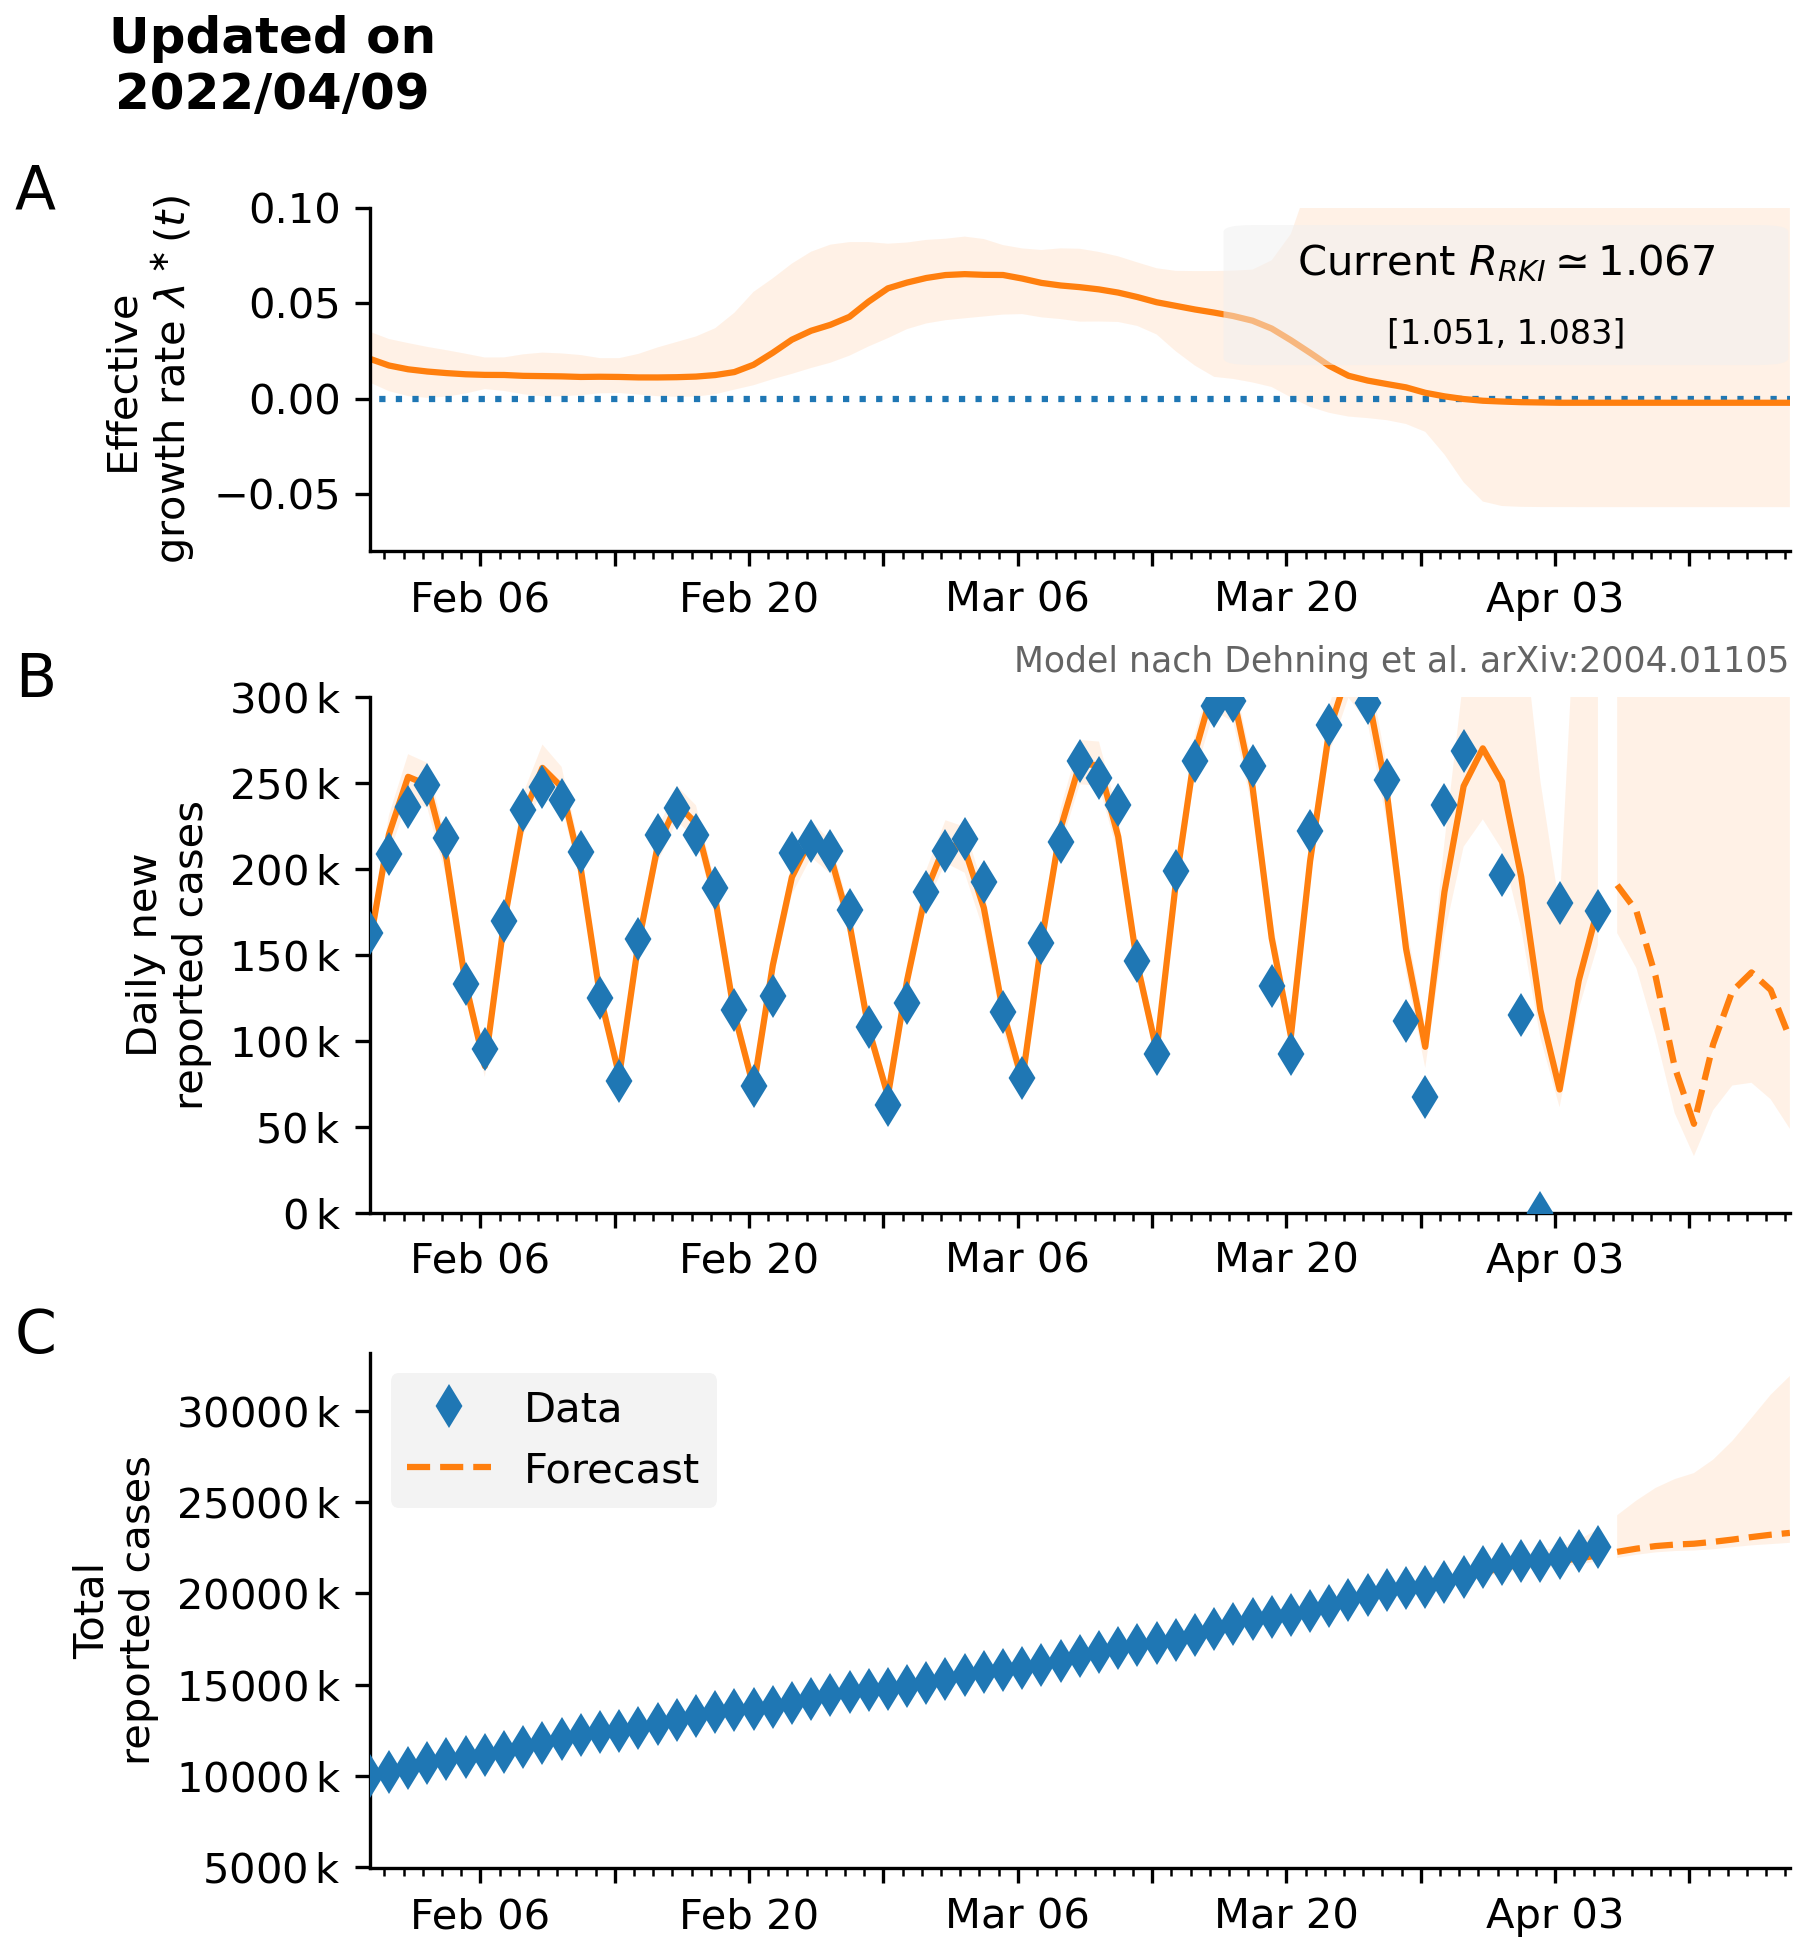 Updated on
2022/04/09
A
Effective
growth rate λ * (t)
0.10
0.05
0.00
−0.05
Current R_RKI ≃ 1.067
[1.051, 1.083]
Feb 06
Feb 20
Mar 06
Mar 20
Apr 03
Model nach Dehning et al. arXiv:2004.01105
B
Daily new
reported cases
300 k
250 k
200 k
150 k
100 k
50 k
0 k
Feb 06
Feb 20
Mar 06
Mar 20
Apr 03
C
Total
reported cases
30000 k
25000 k
20000 k
15000 k
10000 k
5000 k
Data
Forecast
Feb 06
Feb 20
Mar 06
Mar 20
Apr 03